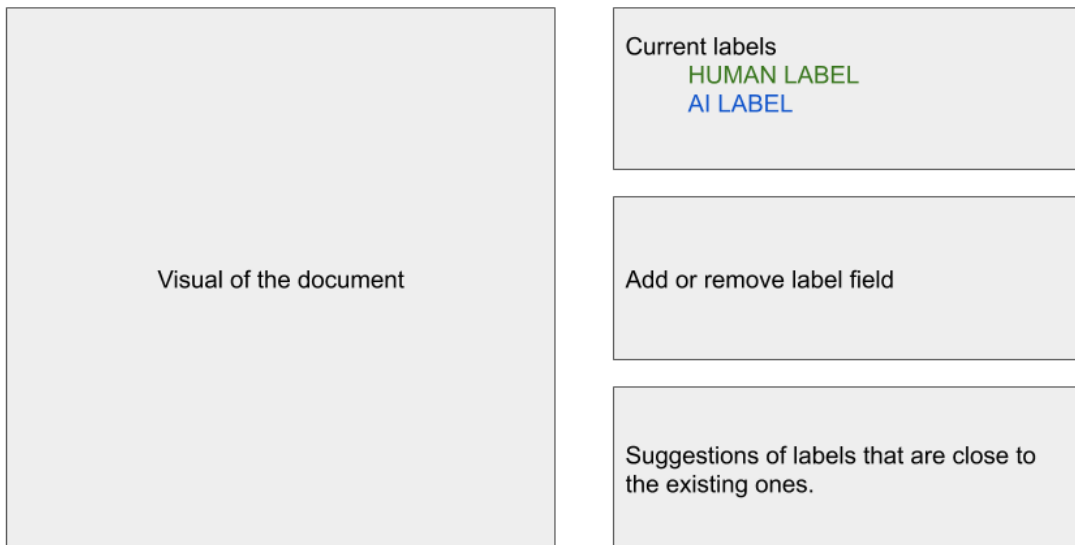 Visual of the document
Current labels
HUMAN LABEL
AI LABEL
Add or remove label field
Suggestions of labels that are close to
the existing ones.